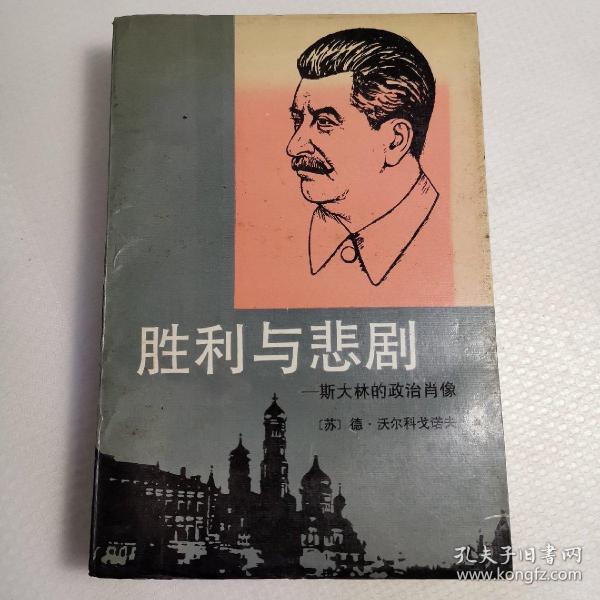 胜利与悲剧
—斯大林的政治肖像
〔苏〕德·沃尔科戈诺夫
孔夫子旧书网
www.kongfz.com